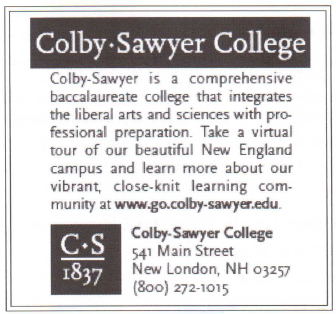 Colby·Sawyer College
Colby-Sawyer is a comprehensive
baccalaureate college that integrates
the liberal arts and sciences with pro-
fessional preparation. Take a virtual
tour of our beautiful New England
campus and learn more about our
vibrant, close-knit learning com-
munity at www.go.colby-sawyer.edu.
C·S
1837
Colby-Sawyer College
541 Main Street
New London, NH 03257
(800) 272-1015